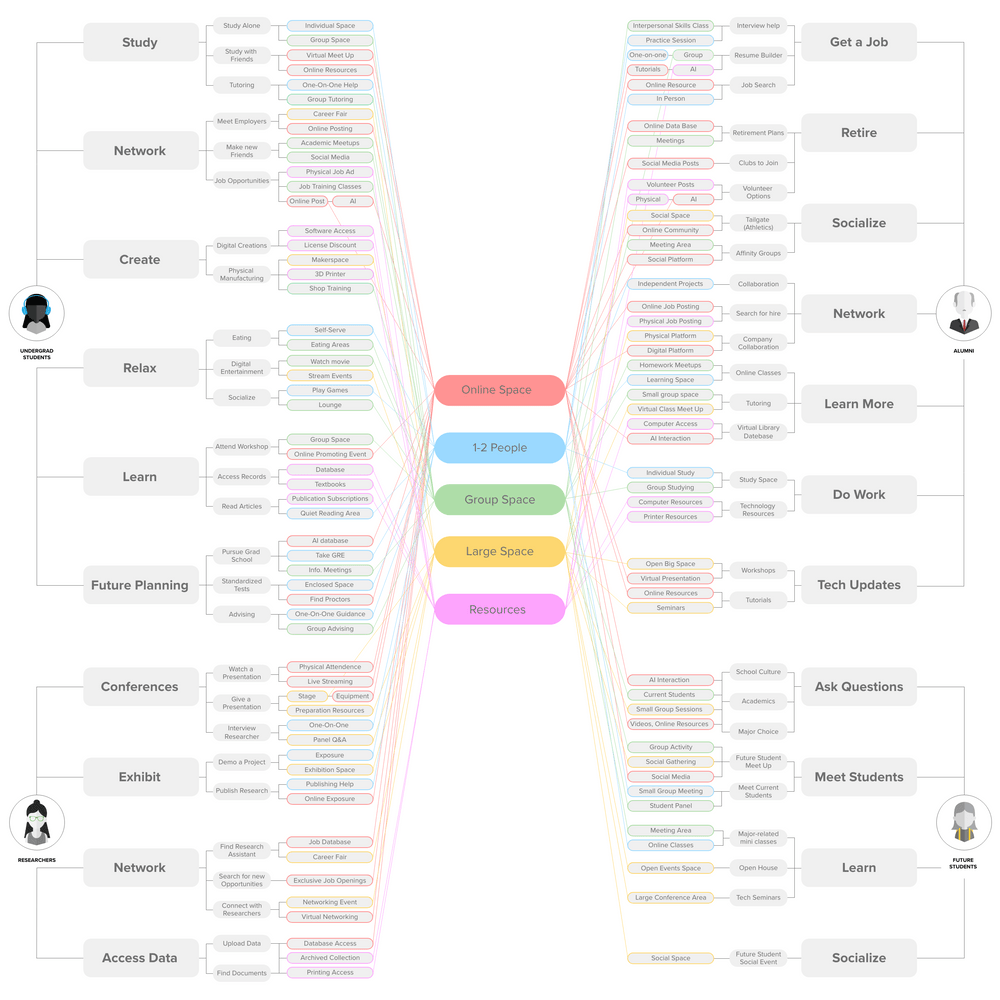 Study
Study Alone
Individual Space
Group Space
Study with
Friends
Virtual Meet Up
Online Resources
Tutoring
One-On-One Help
Group Tutoring
Network
Meet Employers
Career Fair
Online Posting
Make new
Friends
Academic Meetups
Social Media
Job Opportunities
Physical Job Ad
Job Training Classes
Online Post
AI
Create
Digital Creations
Software Access
License Discount
Physical
Manufacturing
Makerspace
3D Printer
Shop Training
UNDERGRAD
STUDENTS
Relax
Eating
Self-Serve
Eating Areas
Digital
Entertainment
Watch movie
Stream Events
Socialize
Play Games
Lounge
Learn
Attend Workshop
Group Space
Online Promoting Event
Access Records
Database
Textbooks
Read Articles
Publication Subscriptions
Quiet Reading Area
Future Planning
Pursue Grad
School
AI database
Take GRE
Info. Meetings
Standardized
Tests
Enclosed Space
Find Proctors
Advising
One-On-One Guidance
Group Advising
Conferences
Watch a
Presentation
Physical Attendence
Live Streaming
Give a
Presentation
Stage
Equipment
Preparation Resources
Interview
Researcher
One-On-One
Panel Q&A
Exhibit
Demo a Project
Exposure
Exhibition Space
Publish Research
Publishing Help
Online Exposure
RESEARCHERS
Network
Find Research
Assistant
Job Database
Career Fair
Search for new
Opportunities
Exclusive Job Openings
Connect with
Researchers
Networking Event
Virtual Networking
Access Data
Upload Data
Database Access
Archived Collection
Find Documents
Printing Access
Online Space
1-2 People
Group Space
Large Space
Resources
Interpersonal Skills Class
Practice Session
Interview help
Get a Job
One-on-one
Group
Resume Builder
Tutorials
AI
Online Resource
In Person
Job Search
Online Data Base
Meetings
Retirement Plans
Retire
Social Media Posts
Clubs to Join
Volunteer Posts
Physical
AI
Volunteer
Options
Social Space
Online Community
Tailgate
(Athletics)
Socialize
Meeting Area
Social Platform
Affinity Groups
Independent Projects
Collaboration
Network
Online Job Posting
Physical Job Posting
Search for hire
Physical Platform
Digital Platform
Company
Collaboration
ALUMNI
Homework Meetups
Learning Space
Online Classes
Learn More
Small group space
Virtual Class Meet Up
Tutoring
Computer Access
AI Interaction
Virtual Library
Datebase
Individual Study
Group Studying
Study Space
Do Work
Computer Resources
Printer Resources
Technology
Resources
Open Big Space
Virtual Presentation
Workshops
Tech Updates
Online Resources
Seminars
Tutorials
School Culture
AI Interaction
Current Students
Academics
Ask Questions
Small Group Sessions
Videos, Online Resources
Major Choice
Group Activity
Social Gathering
Social Media
Future Student
Meet Up
Meet Students
Small Group Meeting
Student Panel
Meet Current
Students
FUTURE
STUDENTS
Meeting Area
Online Classes
Major-related
mini classes
Open Events Space
Open House
Learn
Large Conference Area
Tech Seminars
Social Space
Future Student
Social Event
Socialize